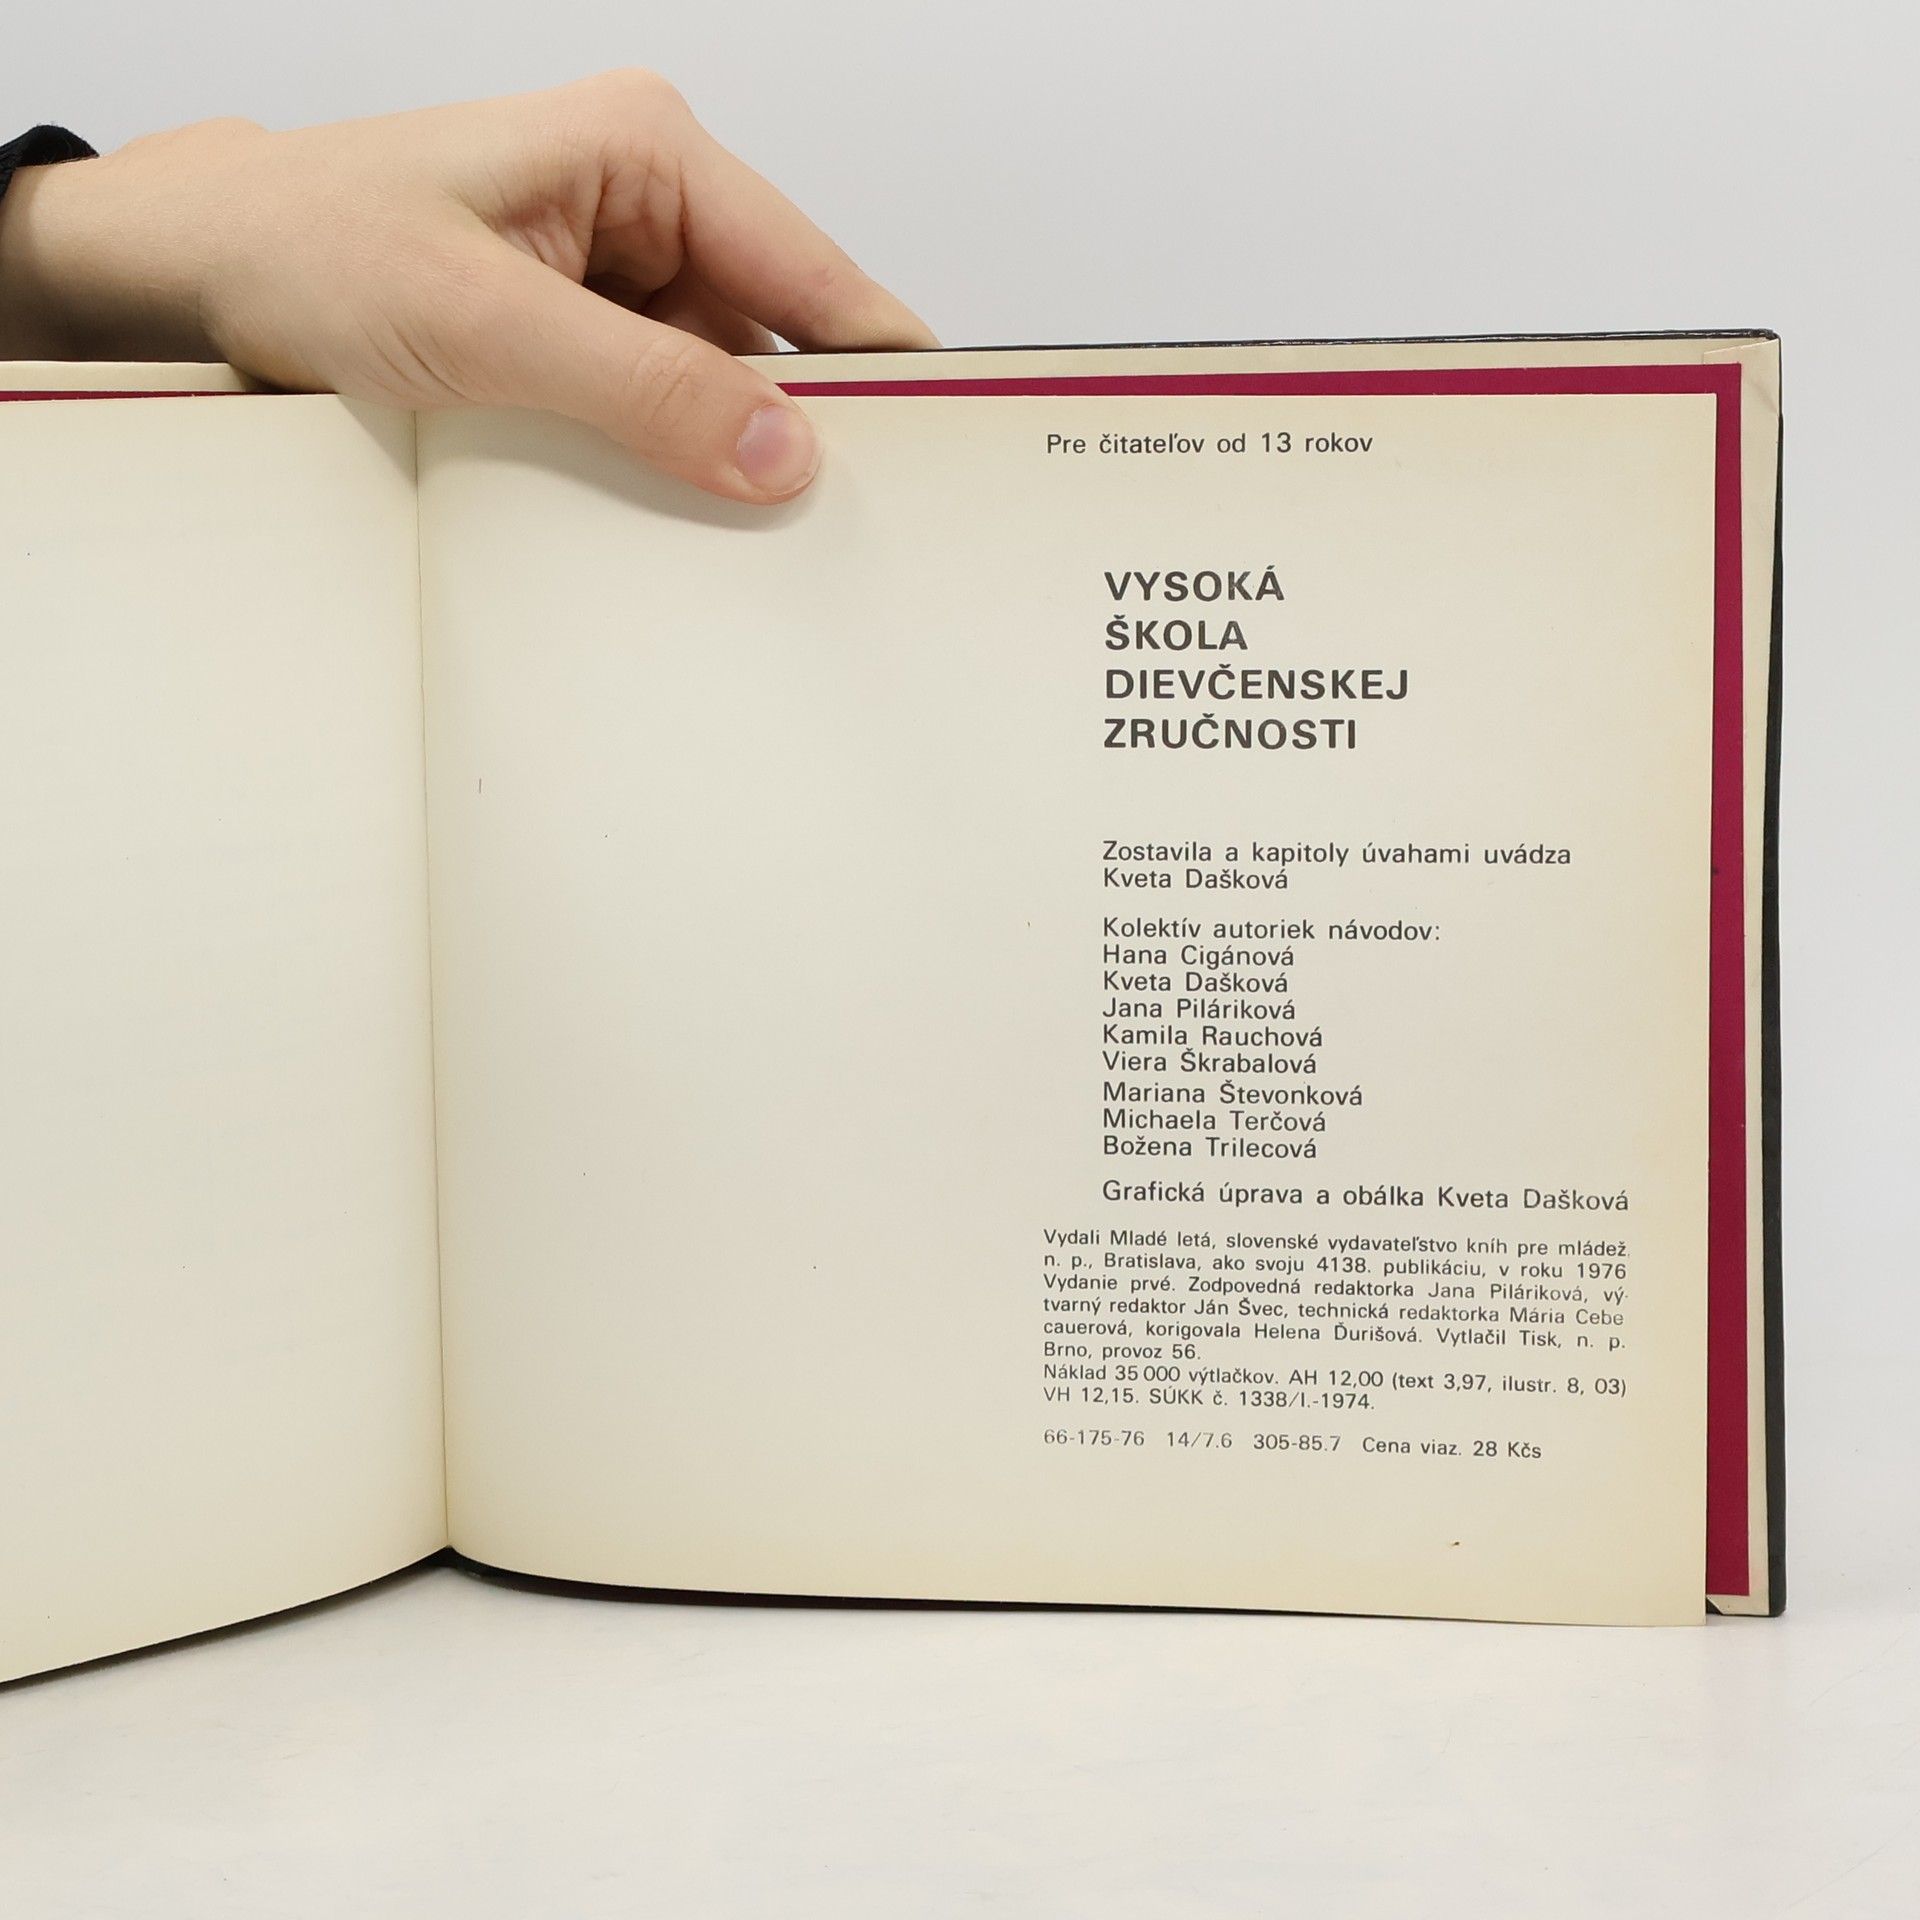 Pre čitateľov od 13 rokov
VYSOKÁ
ŠKOLA
DIEVČENSKEJ
ZRUČNOSTI
Zostavila a kapitoly úvahami uvádza
Kveta Dašková
Kolektív autoriek návodov:
Hana Cigánová
Kveta Dašková
Jana Piláriková
Kamila Rauchová
Viera Škrabalová
Mariana Števonková
Michaela Terčová
Božena Trilecová
Grafická úprava a obálka Kveta Dašková
Vydali Mladé letá, slovenské vydavateľstvo kníh pre mládež,
n. p., Bratislava, ako svoju 4138. publikáciu, v roku 1976
Vydanie prvé. Zodpovedná redaktorka Jana Piláriková, vý-
tvarný redaktor Ján Švec, technická redaktorka Mária Cebe
cauerová, korigovala Helena Ďurišová. Vytlačil Tisk, n. p.
Brno, provoz 56.
Náklad 35 000 výtlačkov. AH 12,00 (text 3,97, ilustr. 8, 03)
VH 12,15. SÚKK č. 1338/I.-1974.
66-175-76 14/7.6 305-85.7 Cena viaz. 28 Kčs